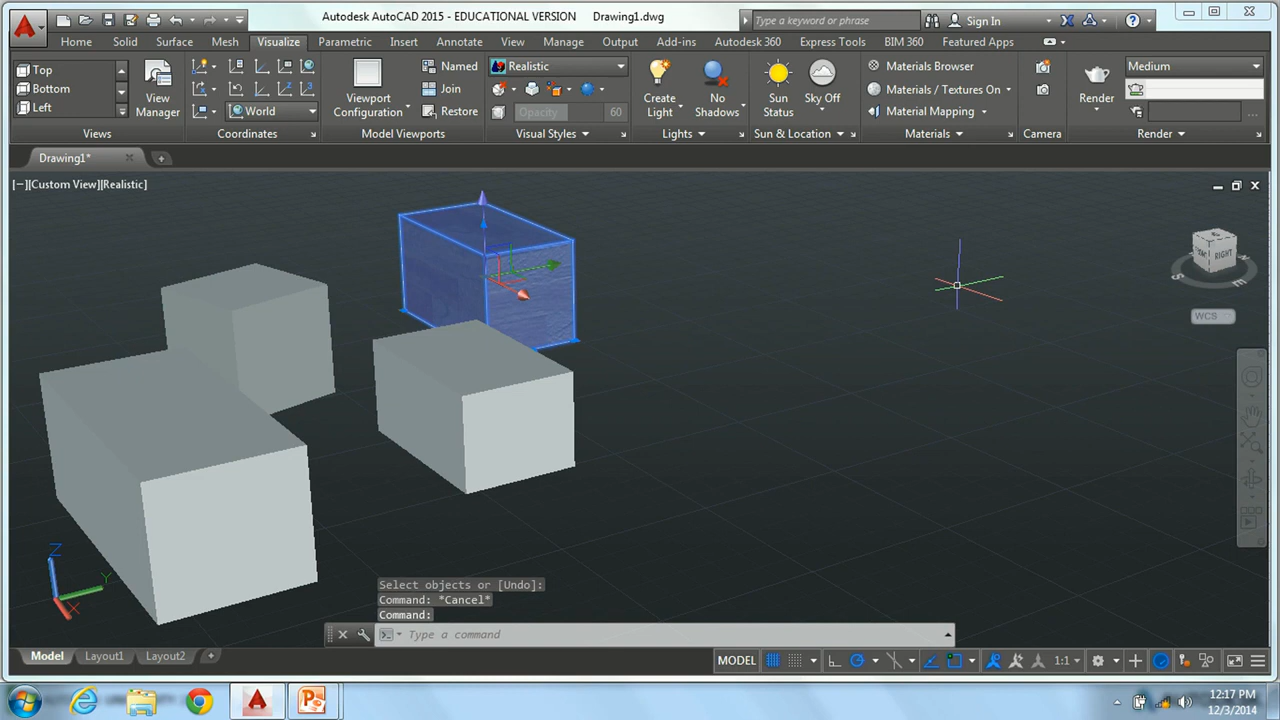 Autodesk AutoCAD 2015 - EDUCATIONAL VERSION Drawing1.dwg
Type a keyword or phrase
Sign In
Home Solid Surface Mesh Visualize Parametric Insert Annotate View Manage Output Add-ins Autodesk 360 Express Tools BIM 360 Featured Apps
Top
Bottom
Left
Views
View
Manager
World
Coordinates
Viewport
Configuration
Named
Join
Restore
Model Viewports
Realistic
Opacity 60
Visual Styles
Create
Light
No
Shadows
Lights
Sun
Status
Sky Off
Sun & Location
Materials Browser
Materials / Textures On
Material Mapping
Materials
Camera
Render
Medium
Render
Drawing1*
[−][Custom View][Realistic]
RIGHT
S
E
WCS
Z
Y
X
Select objects or [Undo]:
Command: *Cancel*
Command:
Type a command
Model Layout1 Layout2
MODEL
1:1
12:17 PM
12/3/2014